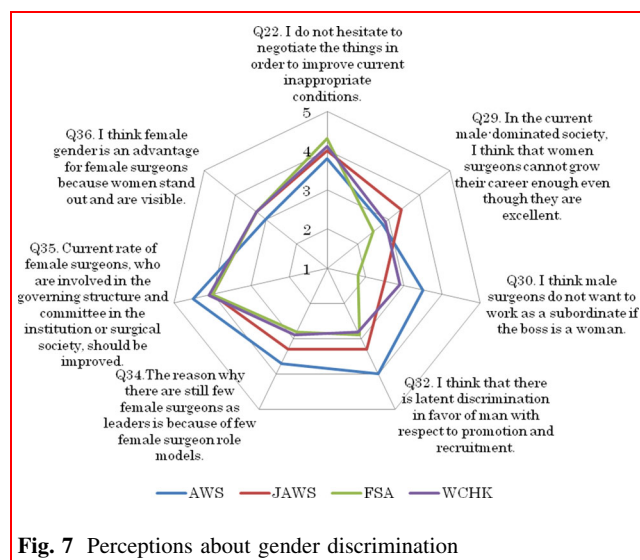 Q22. I do not hesitate to
negotiate the things in
order to improve current
inappropriate
conditions.
5
4
3
2
1
Q36. I think female
gender is an advantage
for female surgeons
because women stand
out and are visible.
Q29. In the current
male-dominated society,
I think that women
surgeons cannot grow
their career enough even
though they are
excellent.
Q35. Current rate of
female surgeons, who
are involved in the
governing structure and
committee in the
institution or surgical
society, should be
improved.
Q30. I think male
surgeons do not want to
work as a subordinate if
the boss is a woman.
Q34.The reason why
there are still few
female surgeons as
leaders is because of few
female surgeon role
models.
Q32. I think that there
is latent discrimination
in favor of man with
respect to promotion and
recruitment.
AWS JAWS FSA WCHK
Fig. 7 Perceptions about gender discrimination